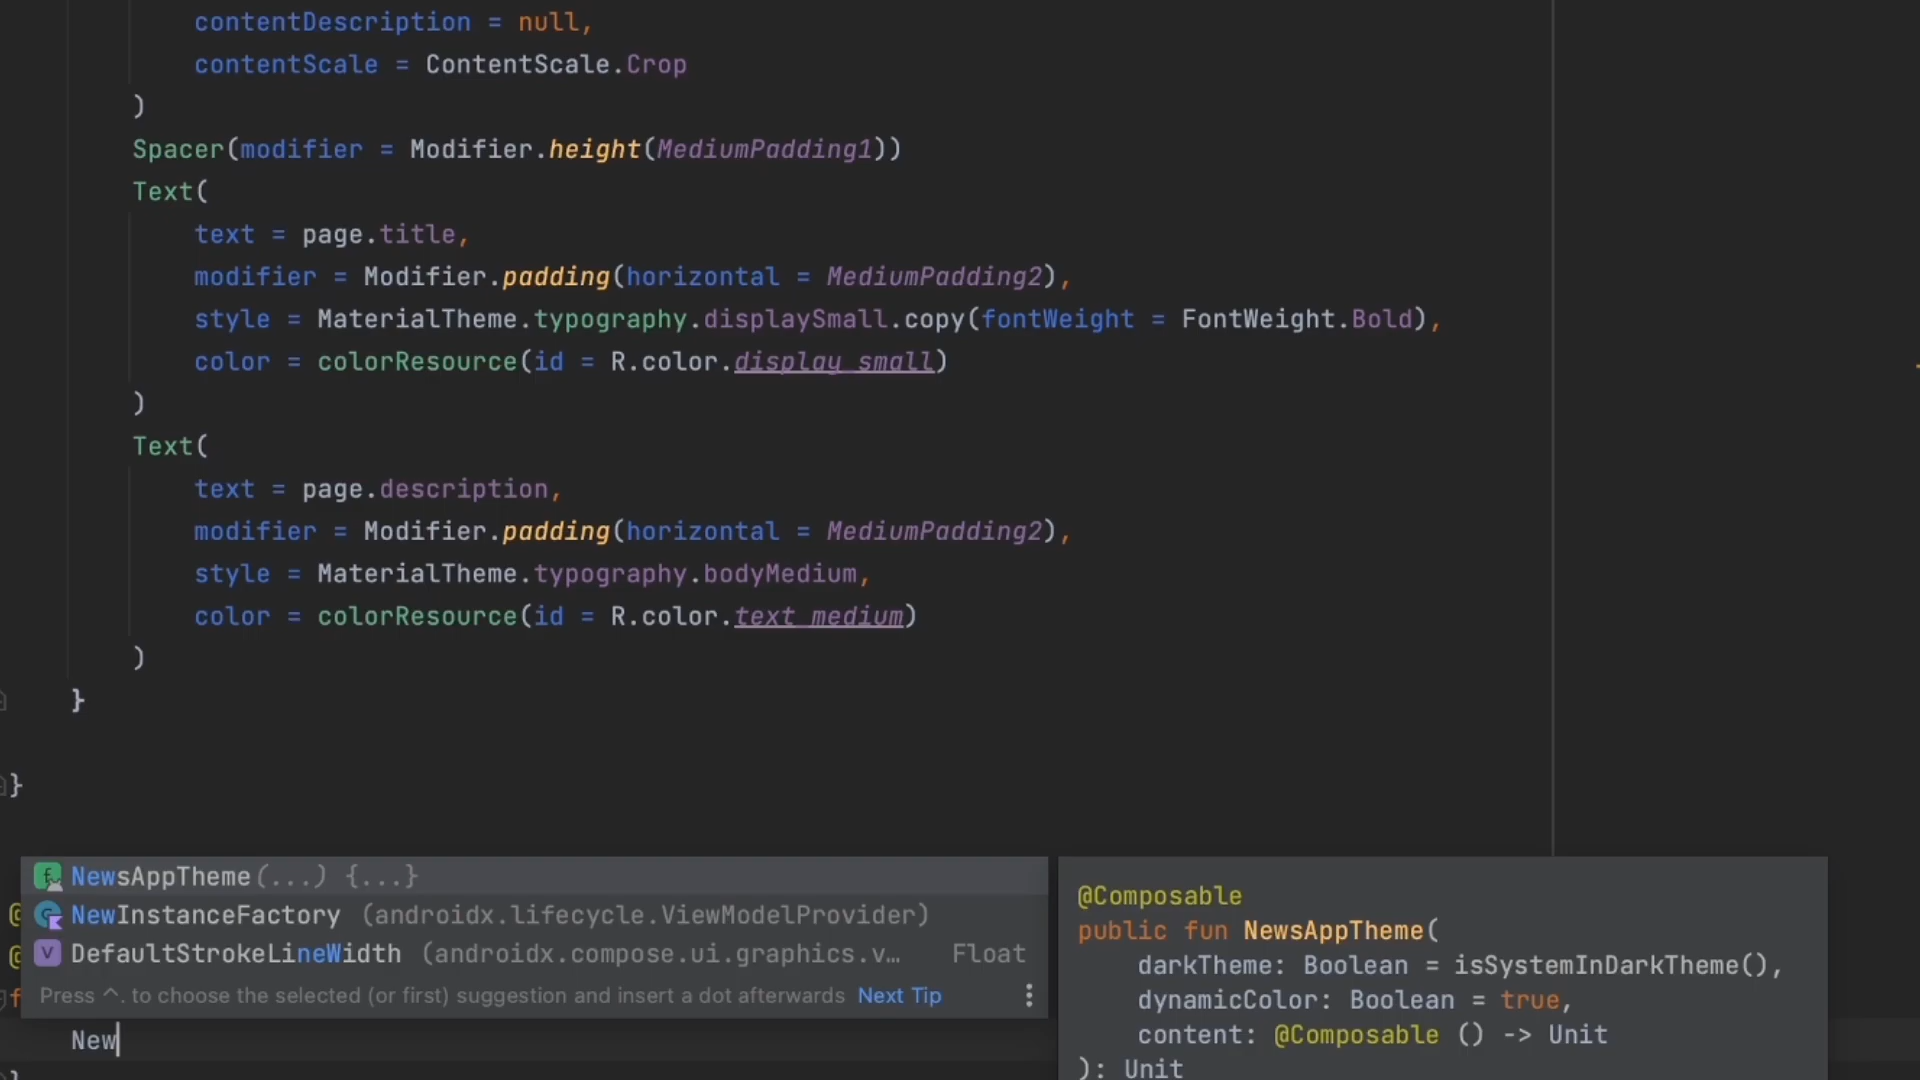 contentDescription = null,
contentScale = ContentScale.Crop
)
Spacer(modifier = Modifier.height(MediumPadding1))
Text(
text = page.title,
modifier = Modifier.padding(horizontal = MediumPadding2),
style = MaterialTheme.typography.displaySmall.copy(fontWeight = FontWeight.Bold),
color = colorResource(id = R.color.display_small)
)
Text(
text = page.description,
modifier = Modifier.padding(horizontal = MediumPadding2),
style = MaterialTheme.typography.bodyMedium,
color = colorResource(id = R.color.text_medium)
)
}
}
NewsAppTheme(...) {...}
@ NewInstanceFactory (androidx.lifecycle.ViewModelProvider)
@ DefaultStrokeLineWidth (androidx.compose.ui.graphics.v... Float
f Press ^. to choose the selected (or first) suggestion and insert a dot afterwards Next Tip
New
}
@Composable
public fun NewsAppTheme(
darkTheme: Boolean = isSystemInDarkTheme(),
dynamicColor: Boolean = true,
content: @Composable () -> Unit
): Unit